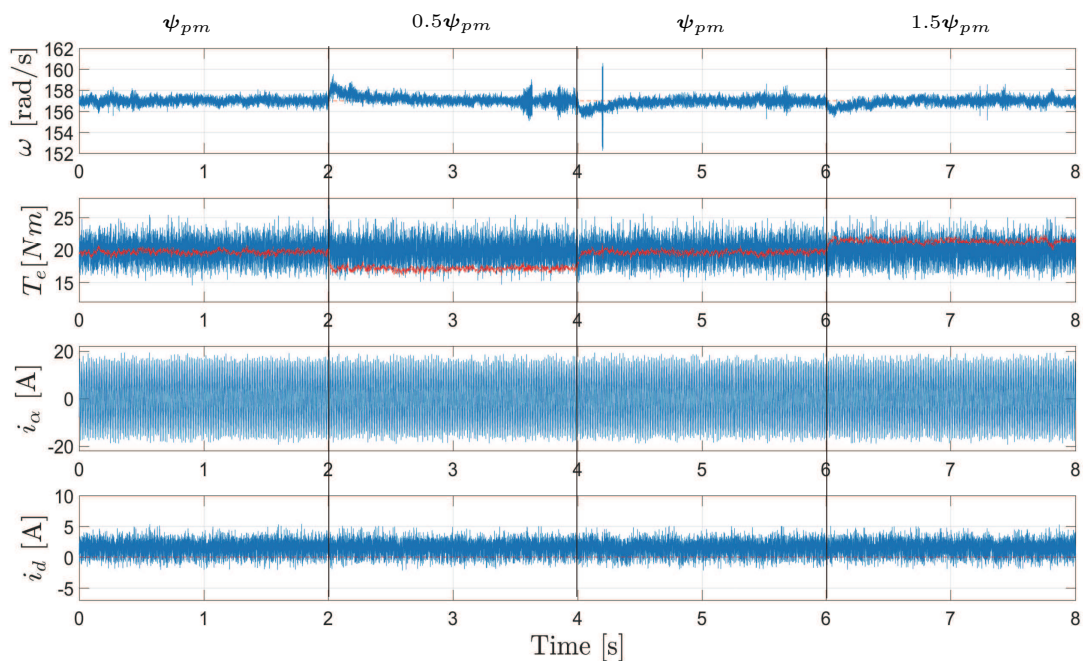 ψpm 0.5ψpm ψpm 1.5ψpm
ω [rad/s]
162
160
158
156
154
152
0 1 2 3 4 5 6 7 8
Te[Nm]
25
20
15
0 1 2 3 4 5 6 7 8
iα [A]
20
0
-20
0 1 2 3 4 5 6 7 8
id [A]
10
5
0
-5
0 1 2 3 4 5 6 7 8
Time [s]